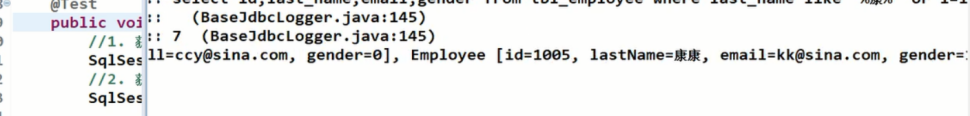 @Test
public voi
//1.
SqlSes
//2.
SqlSes
select id,last_name,email,gender from tbl_employee where last_name like '%康%' or 1=1
:: (BaseJdbcLogger.java:145)
:: 7 (BaseJdbcLogger.java:145)
ll=ccy@sina.com, gender=0], Employee [id=1005, lastName=康康, email=kk@sina.com, gender=